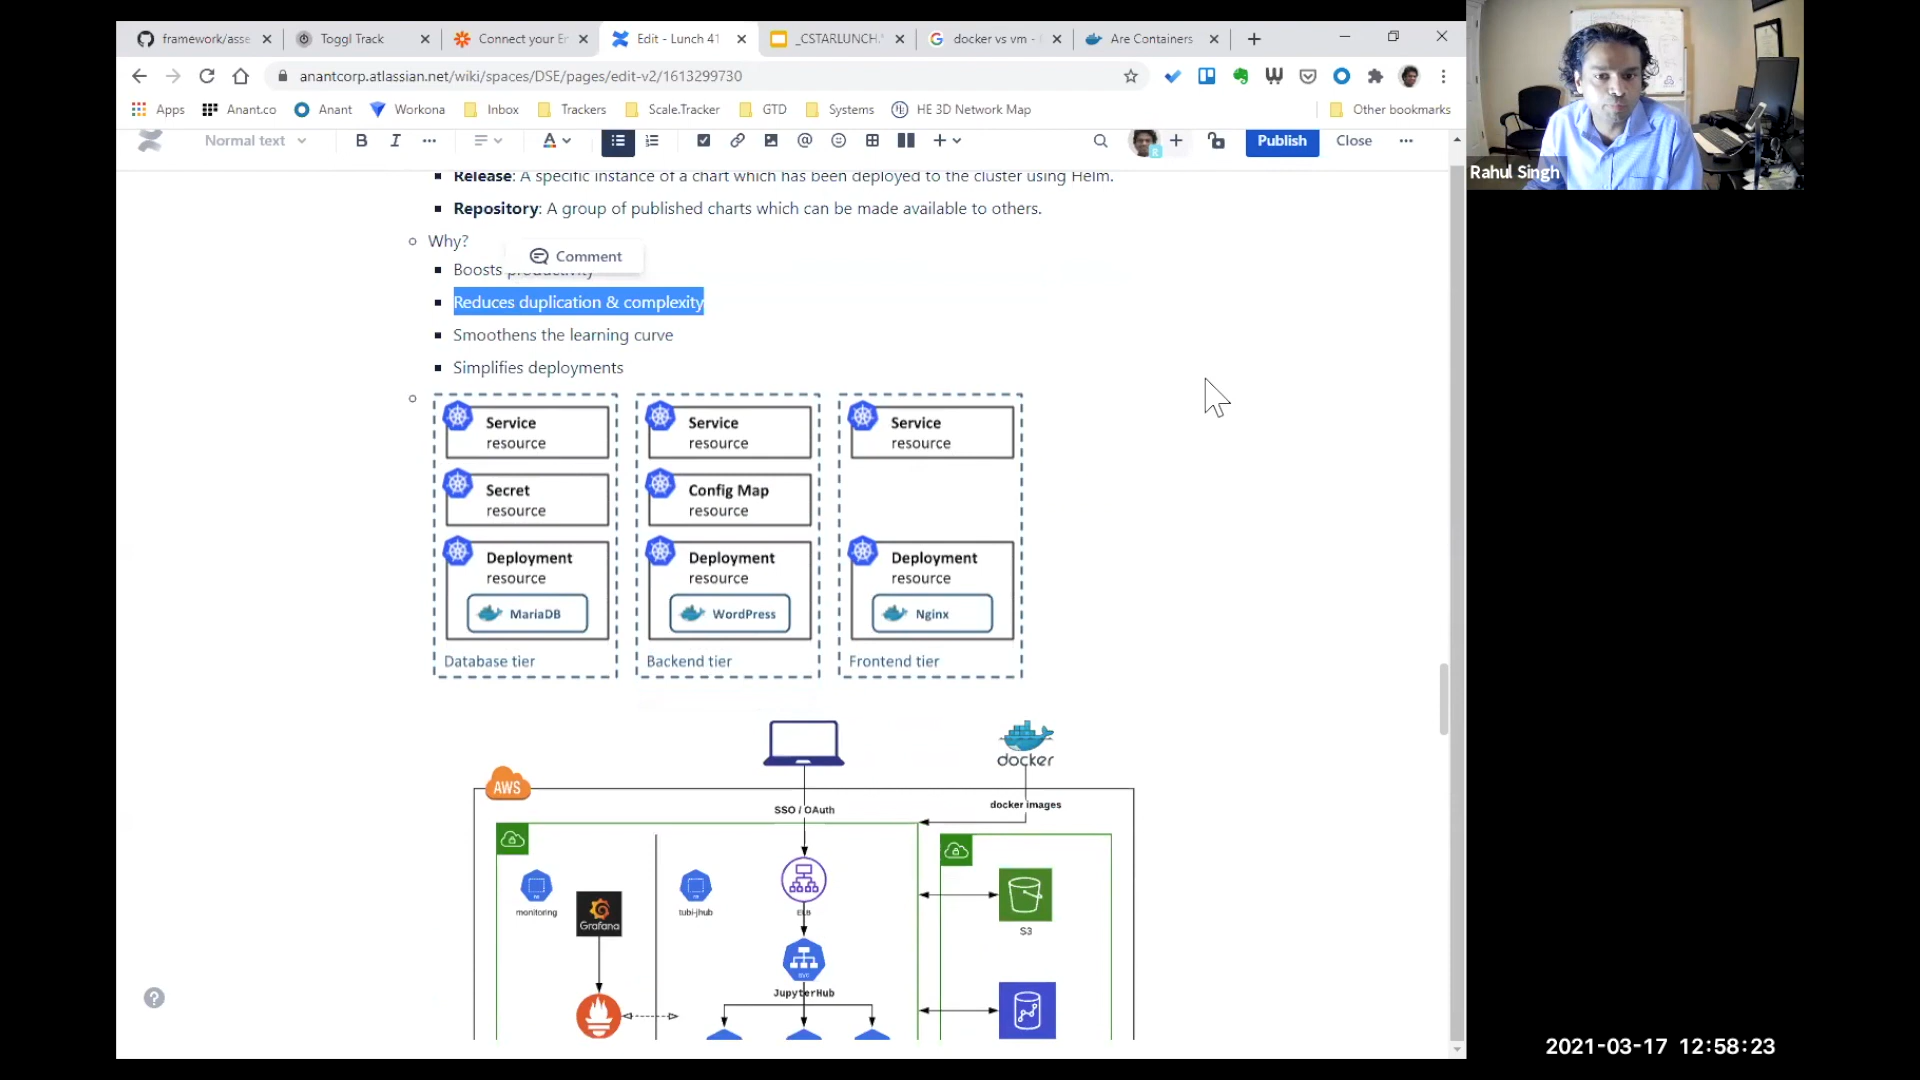 framework/asse
Toggl Track
Connect your Er
Edit - Lunch 41
_CSTARLUNCH.
docker vs vm -
Are Containers
anantcorp.atlassian.net/wiki/spaces/DSE/pages/edit-v2/1613299730
Apps
Anant.co
Anant
Workona
Inbox
Trackers
Scale.Tracker
GTD
Systems
HE 3D Network Map
Other bookmarks
Normal text
B
I
A
Publish
Close
Release: A specific instance of a chart which has been deployed to the cluster using Helm.
Repository: A group of published charts which can be made available to others.
Why?
Comment
Boosts productivity
Reduces duplication & complexity
Smoothens the learning curve
Simplifies deployments
Service
resource
Service
resource
Service
resource
Secret
resource
Config Map
resource
Deployment
resource
Deployment
resource
Deployment
resource
MariaDB
WordPress
Nginx
Database tier
Backend tier
Frontend tier
docker
AWS
SSO / OAuth
docker images
monitoring
Grafana
tubi-jhub
ELB
S3
svc
JupyterHub
Rahul Singh
2021-03-17 12:58:23